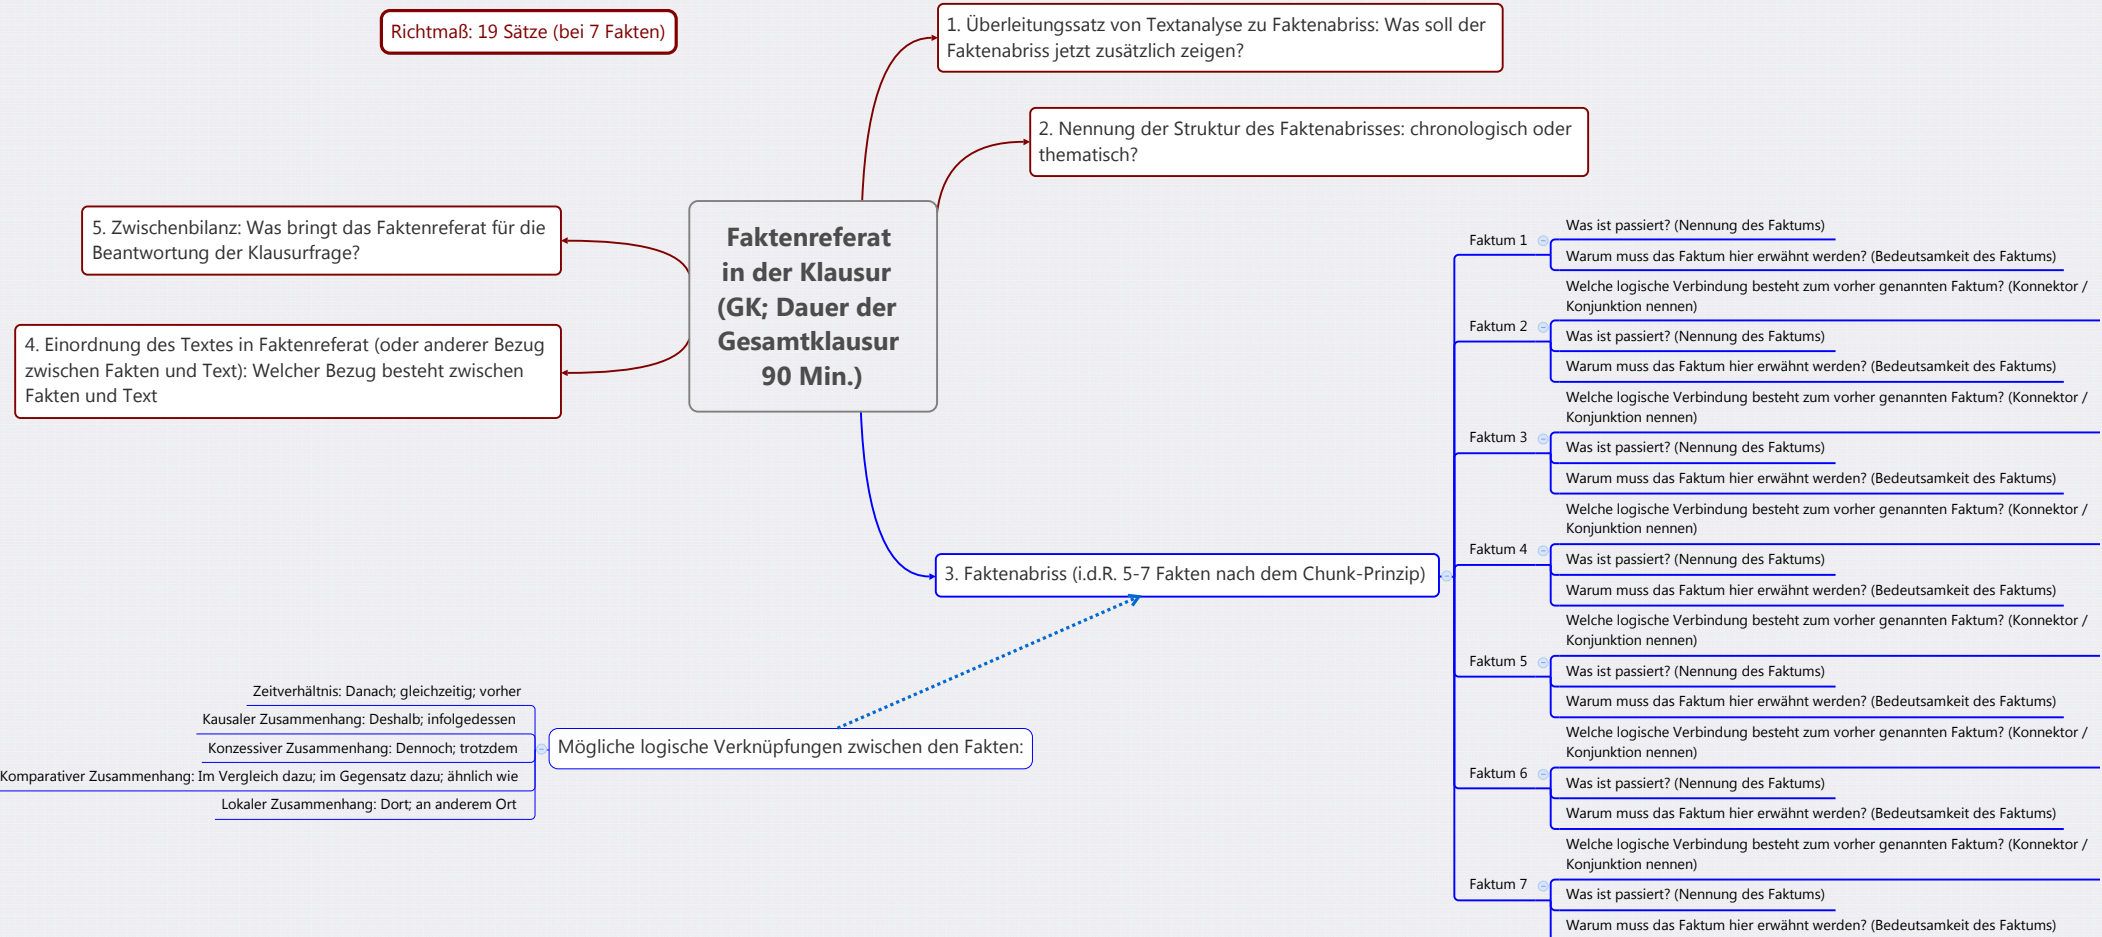 Richtmaß: 19 Sätze (bei 7 Fakten)
1. Überleitungssatz von Textanalyse zu Faktenabriss: Was soll der
Faktenabriss jetzt zusätzlich zeigen?
2. Nennung der Struktur des Faktenabrisses: chronologisch oder
thematisch?
Faktenreferat
in der Klausur
(GK; Dauer der
Gesamtklausur
90 Min.)
5. Zwischenbilanz: Was bringt das Faktenreferat für die
Beantwortung der Klausurfrage?
4. Einordnung des Textes in Faktenreferat (oder anderer Bezug
zwischen Fakten und Text): Welcher Bezug besteht zwischen
Fakten und Text
3. Faktenabriss (i.d.R. 5-7 Fakten nach dem Chunk-Prinzip)
Faktum 1
Was ist passiert? (Nennung des Faktums)
Warum muss das Faktum hier erwähnt werden? (Bedeutsamkeit des Faktums)
Faktum 2
Welche logische Verbindung besteht zum vorher genannten Faktum? (Konnektor /
Konjunktion nennen)
Was ist passiert? (Nennung des Faktums)
Warum muss das Faktum hier erwähnt werden? (Bedeutsamkeit des Faktums)
Faktum 3
Welche logische Verbindung besteht zum vorher genannten Faktum? (Konnektor /
Konjunktion nennen)
Was ist passiert? (Nennung des Faktums)
Warum muss das Faktum hier erwähnt werden? (Bedeutsamkeit des Faktums)
Faktum 4
Welche logische Verbindung besteht zum vorher genannten Faktum? (Konnektor /
Konjunktion nennen)
Was ist passiert? (Nennung des Faktums)
Warum muss das Faktum hier erwähnt werden? (Bedeutsamkeit des Faktums)
Faktum 5
Welche logische Verbindung besteht zum vorher genannten Faktum? (Konnektor /
Konjunktion nennen)
Was ist passiert? (Nennung des Faktums)
Warum muss das Faktum hier erwähnt werden? (Bedeutsamkeit des Faktums)
Faktum 6
Welche logische Verbindung besteht zum vorher genannten Faktum? (Konnektor /
Konjunktion nennen)
Was ist passiert? (Nennung des Faktums)
Warum muss das Faktum hier erwähnt werden? (Bedeutsamkeit des Faktums)
Faktum 7
Welche logische Verbindung besteht zum vorher genannten Faktum? (Konnektor /
Konjunktion nennen)
Was ist passiert? (Nennung des Faktums)
Warum muss das Faktum hier erwähnt werden? (Bedeutsamkeit des Faktums)
Mögliche logische Verknüpfungen zwischen den Fakten:
Zeitverhältnis: Danach; gleichzeitig; vorher
Kausaler Zusammenhang: Deshalb; infolgedessen
Konzessiver Zusammenhang: Dennoch; trotzdem
Komparativer Zusammenhang: Im Vergleich dazu; im Gegensatz dazu; ähnlich wie
Lokaler Zusammenhang: Dort; an anderem Ort